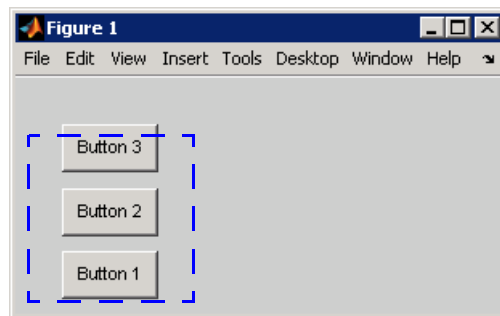 Figure 1
File Edit View Insert Tools Desktop Window Help
Button 3
Button 2
Button 1